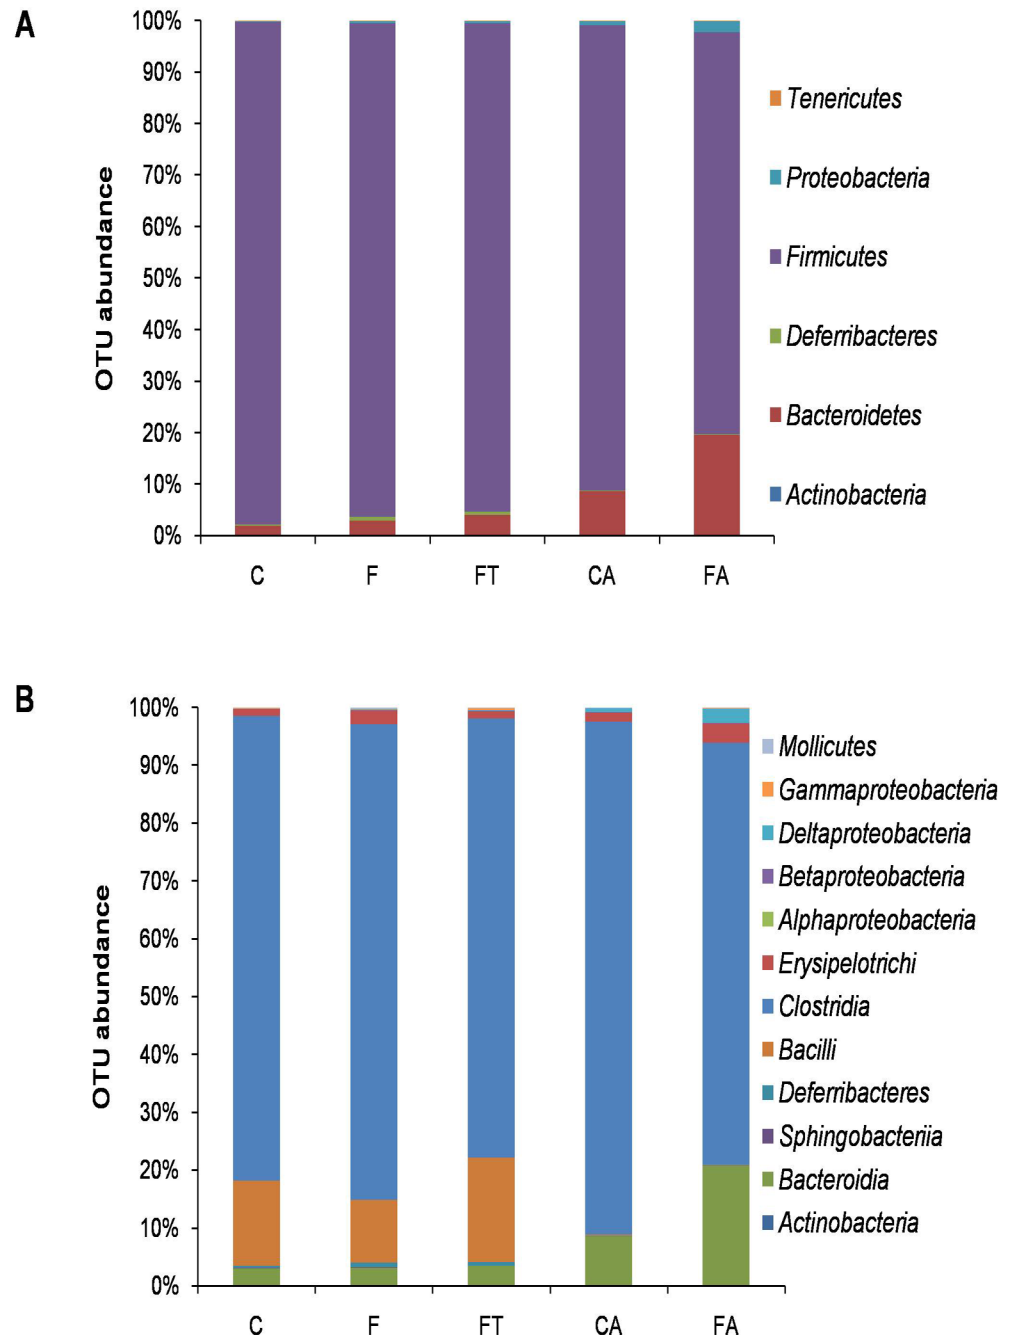 A
OTU abundance
100%
90%
80%
70%
60%
50%
40%
30%
20%
10%
0%
C F FT CA FA
Tenericutes
Proteobacteria
Firmicutes
Deferribacteres
Bacteroidetes
Actinobacteria
B
OTU abundance
100%
90%
80%
70%
60%
50%
40%
30%
20%
10%
0%
C F FT CA FA
Mollicutes
Gammaproteobacteria
Deltaproteobacteria
Betaproteobacteria
Alphaproteobacteria
Erysipelotrichi
Clostridia
Bacilli
Deferribacteres
Sphingobacteriia
Bacteroidia
Actinobacteria